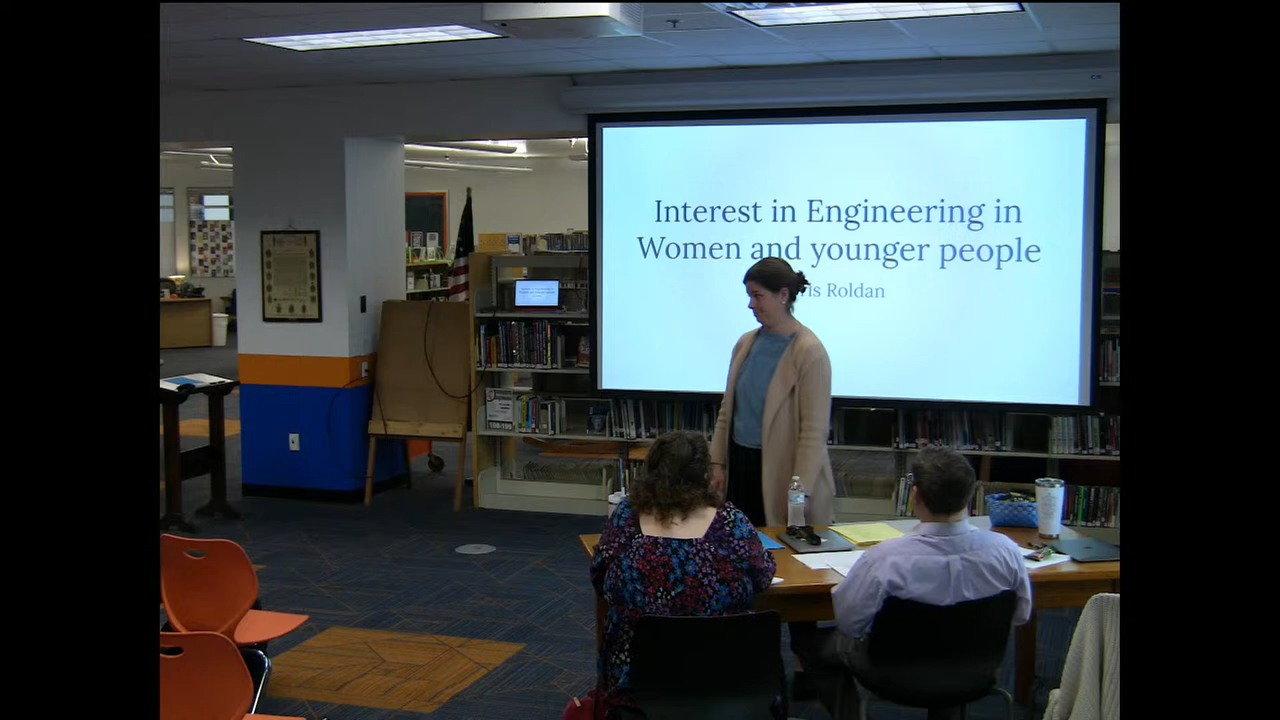 Interest in Engineering in
Women and younger people
is Roldan